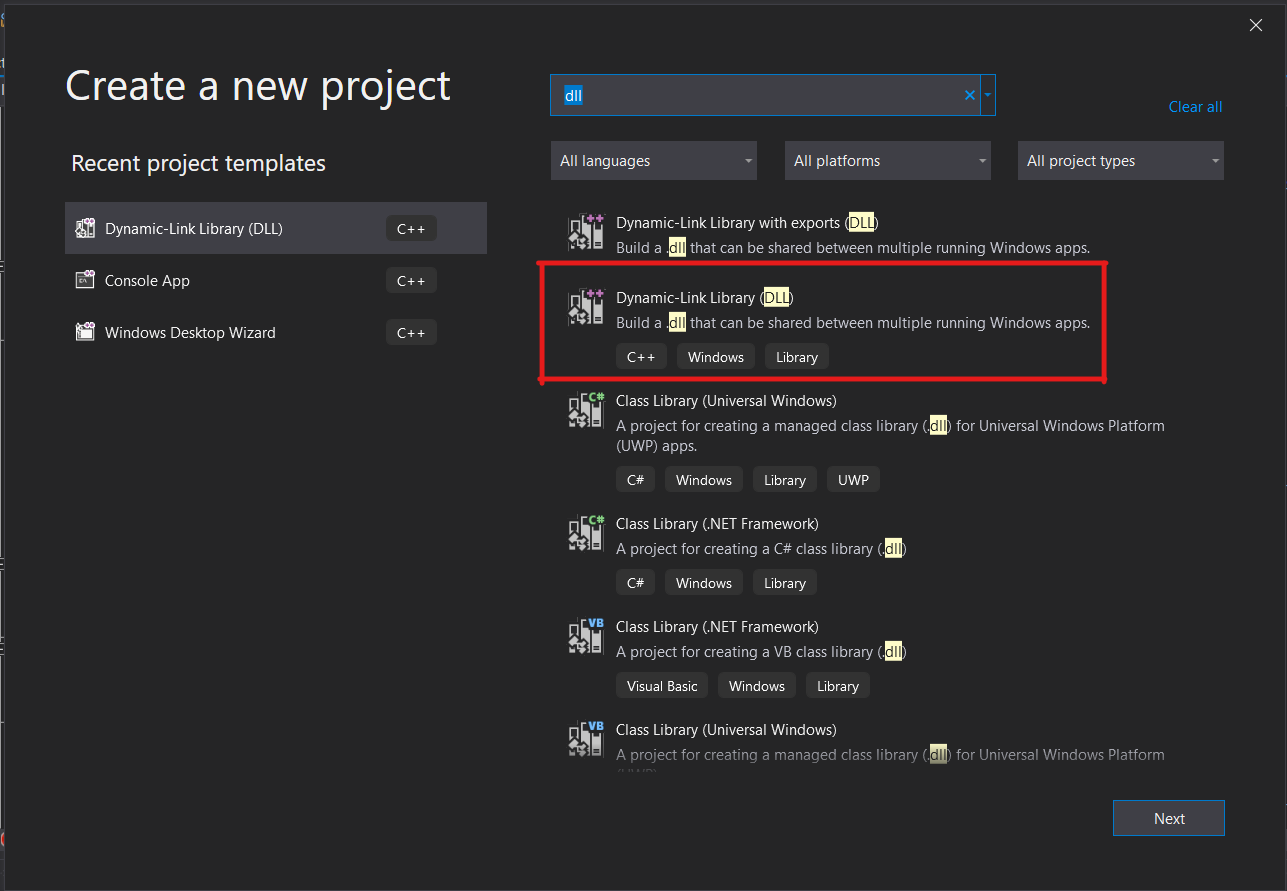 Create a new project
dll
Clear all
Recent project templates
All languages
All platforms
All project types
Dynamic-Link Library (DLL)
C++
Console App
C++
Windows Desktop Wizard
C++
Dynamic-Link Library with exports (DLL)
Build a .dll that can be shared between multiple running Windows apps.
Dynamic-Link Library (DLL)
Build a .dll that can be shared between multiple running Windows apps.
C++ Windows Library
Class Library (Universal Windows)
A project for creating a managed class library (.dll) for Universal Windows Platform
(UWP) apps.
C# Windows Library UWP
Class Library (.NET Framework)
A project for creating a C# class library (.dll)
C# Windows Library
Class Library (.NET Framework)
A project for creating a VB class library (.dll)
Visual Basic Windows Library
Class Library (Universal Windows)
A project for creating a managed class library (.dll) for Universal Windows Platform
Next